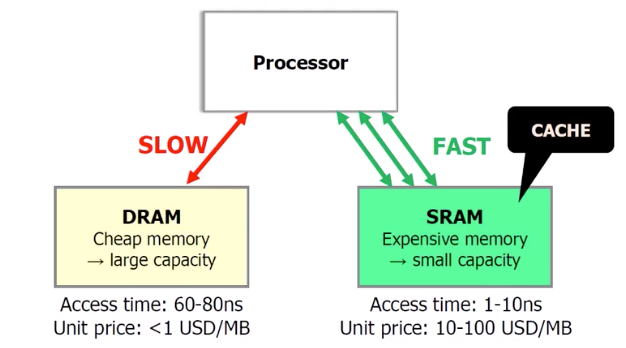 Processor
SLOW
FAST
CACHE
DRAM
Cheap memory
→ large capacity
SRAM
Expensive memory
→ small capacity
Access time: 60-80ns
Unit price: <1 USD/MB
Access time: 1-10ns
Unit price: 10-100 USD/MB